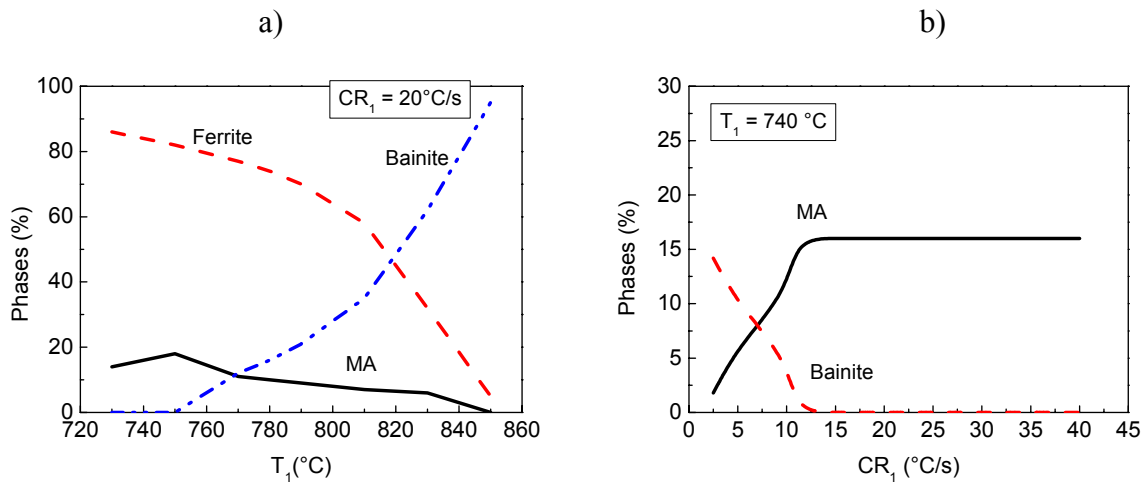 a)
b)
100
80
60
40
20
0
Phases (%)
CR₁ = 20°C/s
Ferrite
Bainite
MA
720 740 760 780 800 820 840 860
T₁(°C)
30
25
20
15
10
5
0
Phases (%)
T₁ = 740 °C
MA
Bainite
0 5 10 15 20 25 30 35 40 45
CR₁ (°C/s)